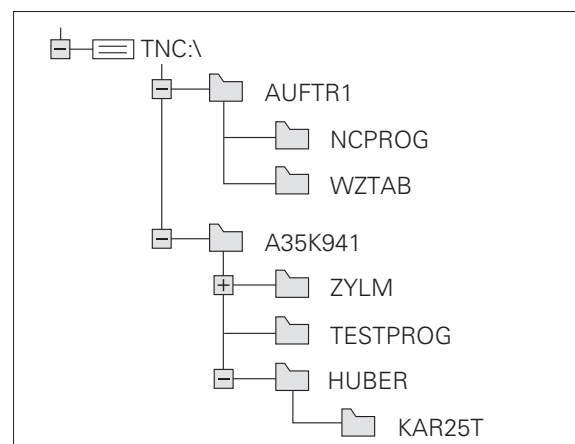 TNC:\
AUFTR1
NCPROG
WZTAB
A35K941
ZYLM
TESTPROG
HUBER
KAR25T